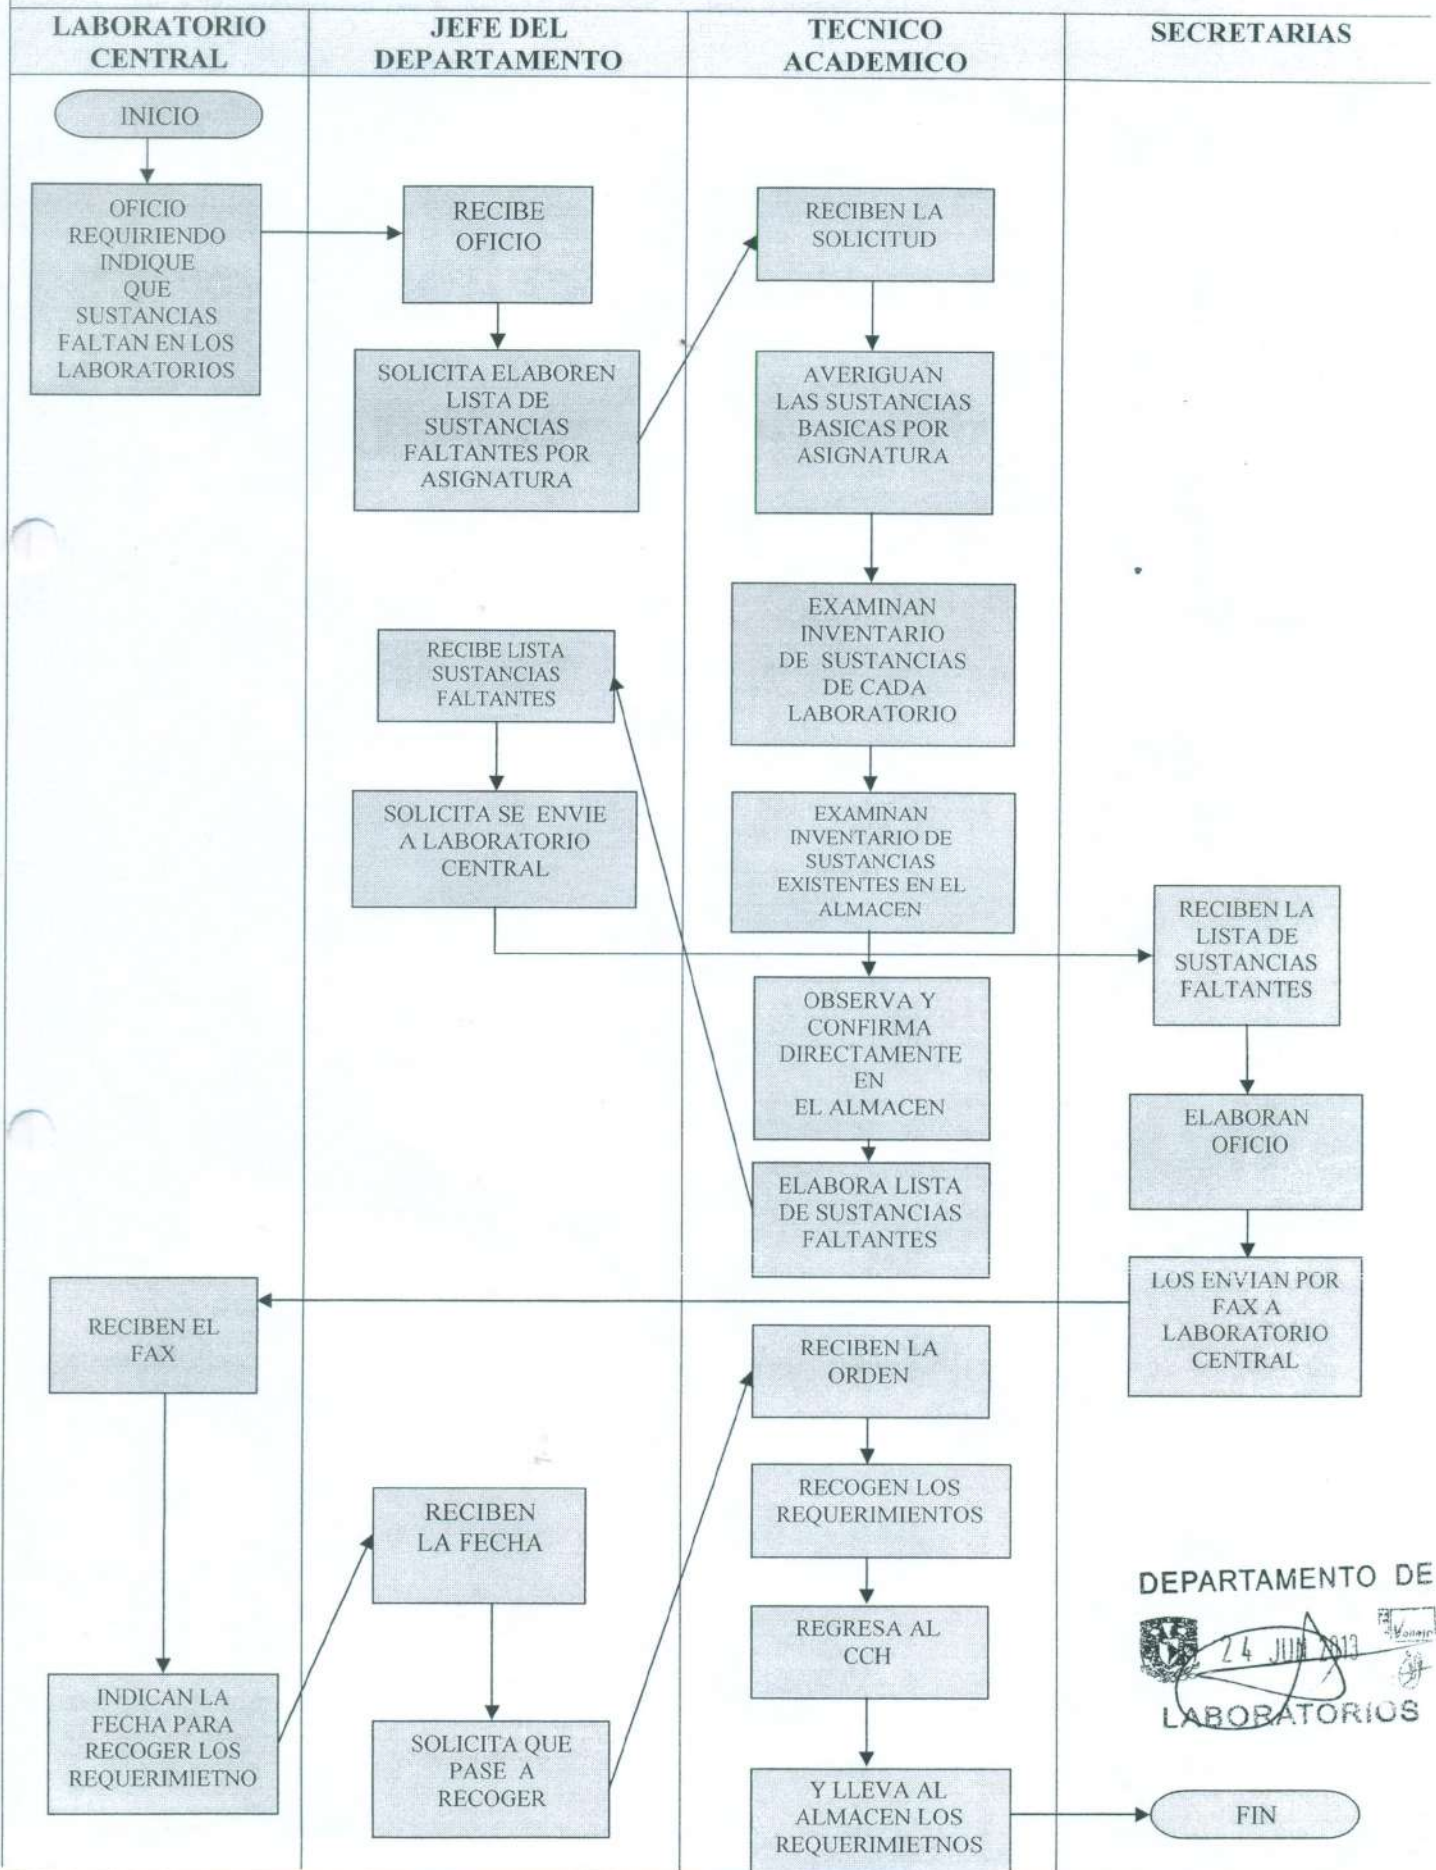 LABORATORIO
CENTRAL
JEFE DEL
DEPARTAMENTO
TECNICO
ACADEMICO
SECRETARIAS
INICIO
OFICIO
REQUIRIENDO
INDIQUE
QUE
SUSTANCIAS
FALTAN EN LOS
LABORATORIOS
RECIBE
OFICIO
SOLICITA ELABOREN
LISTA DE
SUSTANCIAS
FALTANTES POR
ASIGNATURA
RECIBEN LA
SOLICITUD
AVERIGUAN
LAS SUSTANCIAS
BASICAS POR
ASIGNATURA
EXAMINAN
INVENTARIO
DE SUSTANCIAS
DE CADA
LABORATORIO
EXAMINAN
INVENTARIO DE
SUSTANCIAS
EXISTENTES EN EL
ALMACEN
OBSERVA Y
CONFIRMA
DIRECTAMENTE
EN
EL ALMACEN
ELABORA LISTA
DE SUSTANCIAS
FALTANTES
RECIBE LISTA
SUSTANCIAS
FALTANTES
SOLICITA SE ENVIE
A LABORATORIO
CENTRAL
RECIBEN LA
LISTA DE
SUSTANCIAS
FALTANTES
ELABORAN
OFICIO
LOS ENVIAN POR
FAX A
LABORATORIO
CENTRAL
RECIBEN EL
FAX
INDICAN LA
FECHA PARA
RECOGER LOS
REQUERIMIETNO
RECIBEN
LA FECHA
SOLICITA QUE
PASE A
RECOGER
RECIBEN LA
ORDEN
RECOGEN LOS
REQUERIMIENTOS
REGRESA AL
CCH
Y LLEVA AL
ALMACEN LOS
REQUERIMIETNOS
FIN
DEPARTAMENTO DE
24 JUN 2013
LABORATORIOS